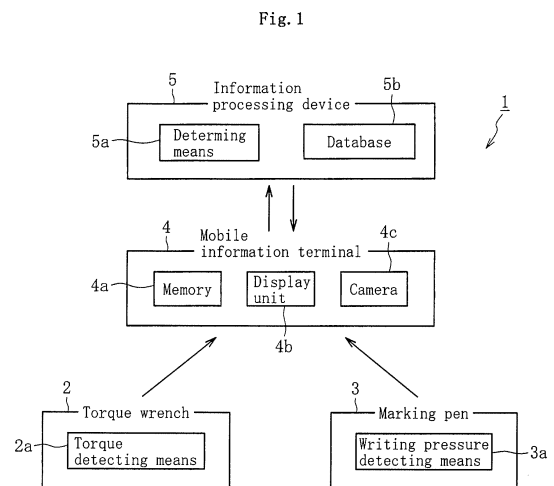 Fig.1
5
Information
processing device
5b
1
5a
Determing
means
Database
4
Mobile
information terminal
4c
4a
Memory
Display
unit
Camera
4b
2
Torque wrench
3
Marking pen
2a
Torque
detecting means
Writing pressure
detecting means
3a